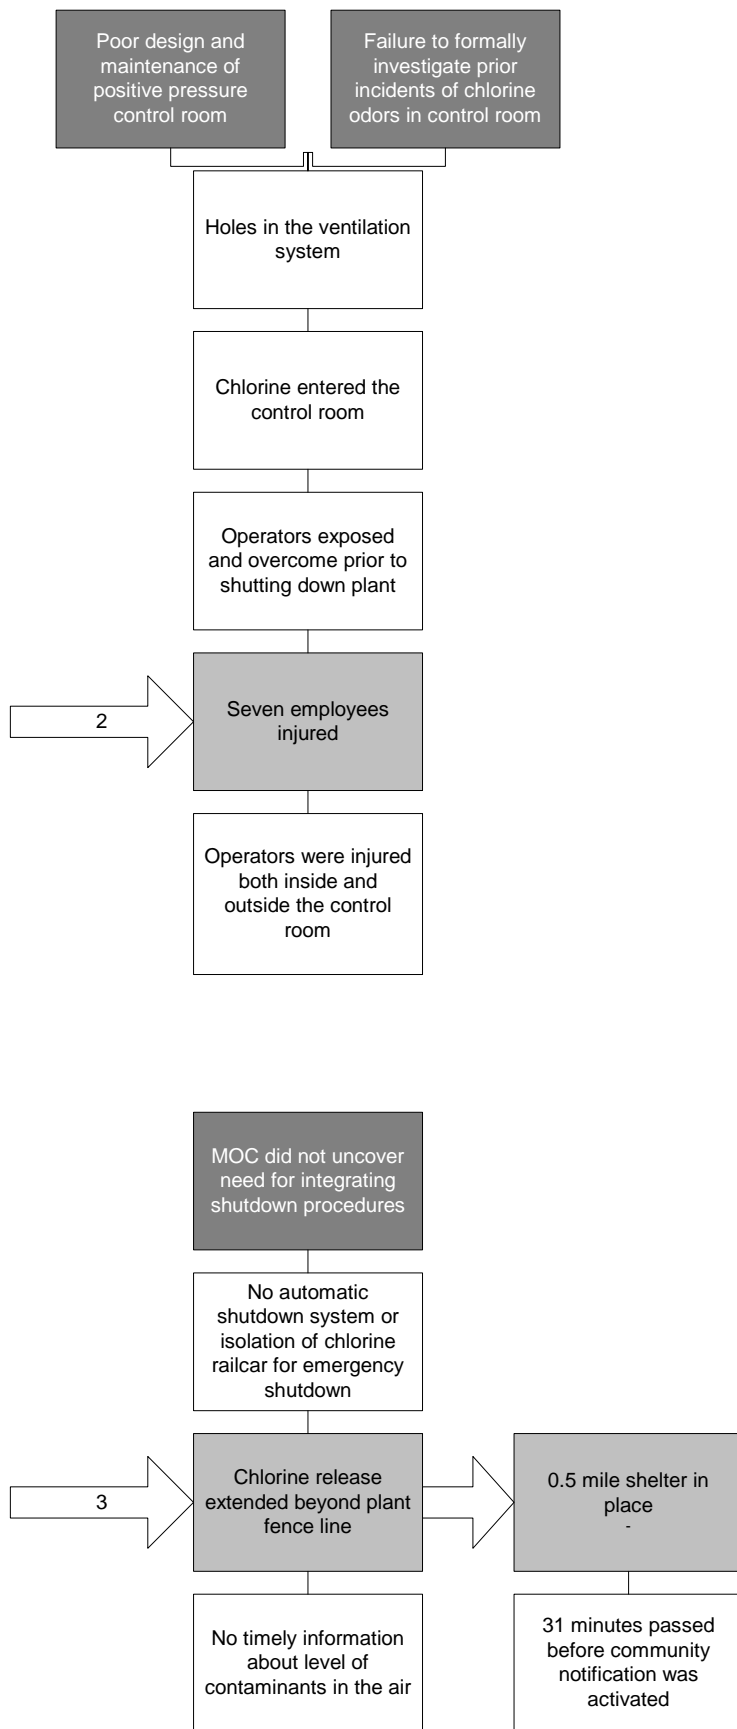 Poor design and
maintenance of
positive pressure
control room
Failure to formally
investigate prior
incidents of chlorine
odors in control room
Holes in the ventilation
system
Chlorine entered the
control room
Operators exposed
and overcome prior to
shutting down plant
2
Seven employees
injured
Operators were injured
both inside and
outside the control
room
MOC did not uncover
need for integrating
shutdown procedures
No automatic
shutdown system or
isolation of chlorine
railcar for emergency
shutdown
3
Chlorine release
extended beyond plant
fence line
0.5 mile shelter in
place
-
No timely information
about level of
contaminants in the air
31 minutes passed
before community
notification was
activated